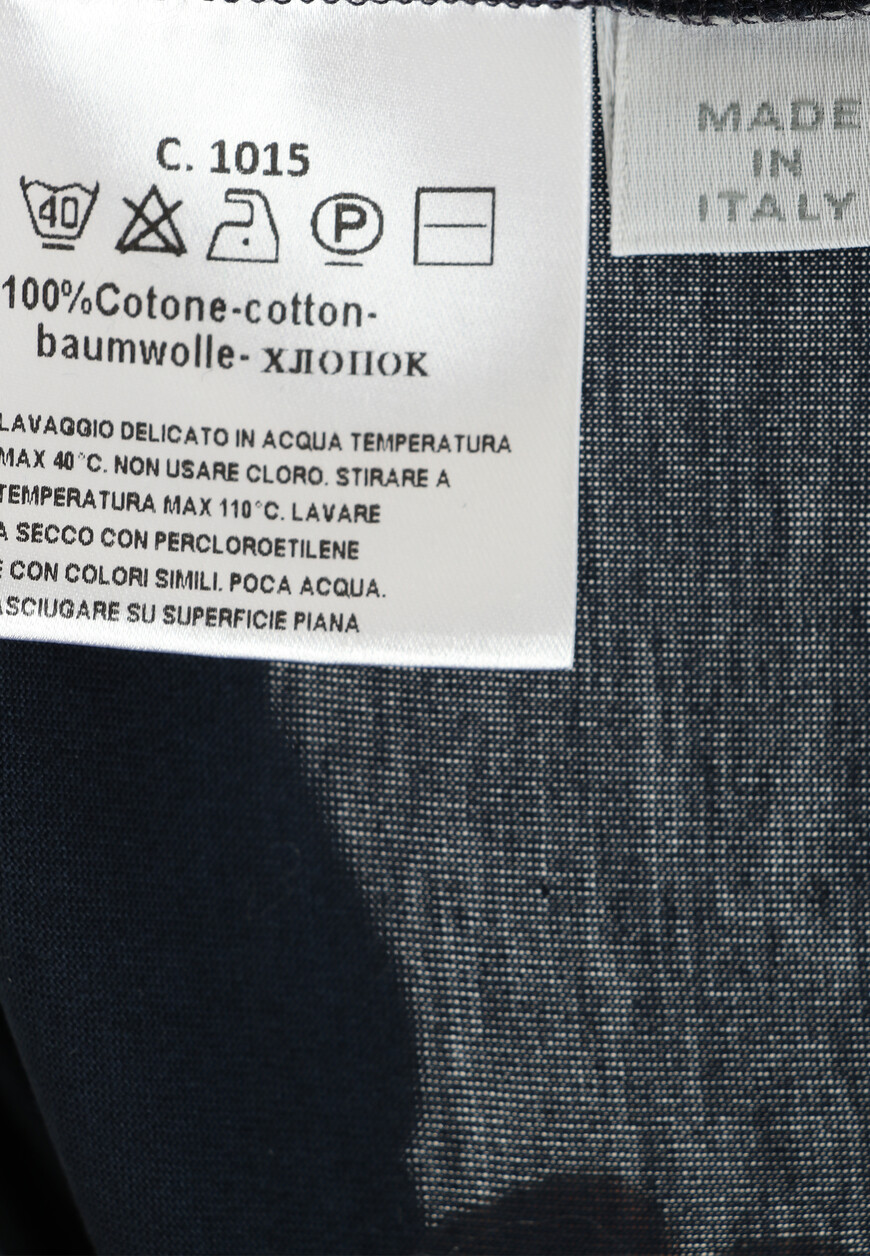 C. 1015
40 P
100%Cotone-cotton-
baumwolle- хлопок
LAVAGGIO DELICATO IN ACQUA TEMPERATURA
MAX 40°C. NON USARE CLORO. STIRARE A
TEMPERATURA MAX 110°C. LAVARE
A SECCO CON PERCLOROETILENE
E CON COLORI SIMILI. POCA ACQUA.
ASCIUGARE SU SUPERFICIE PIANA
MADE
IN
ITALY